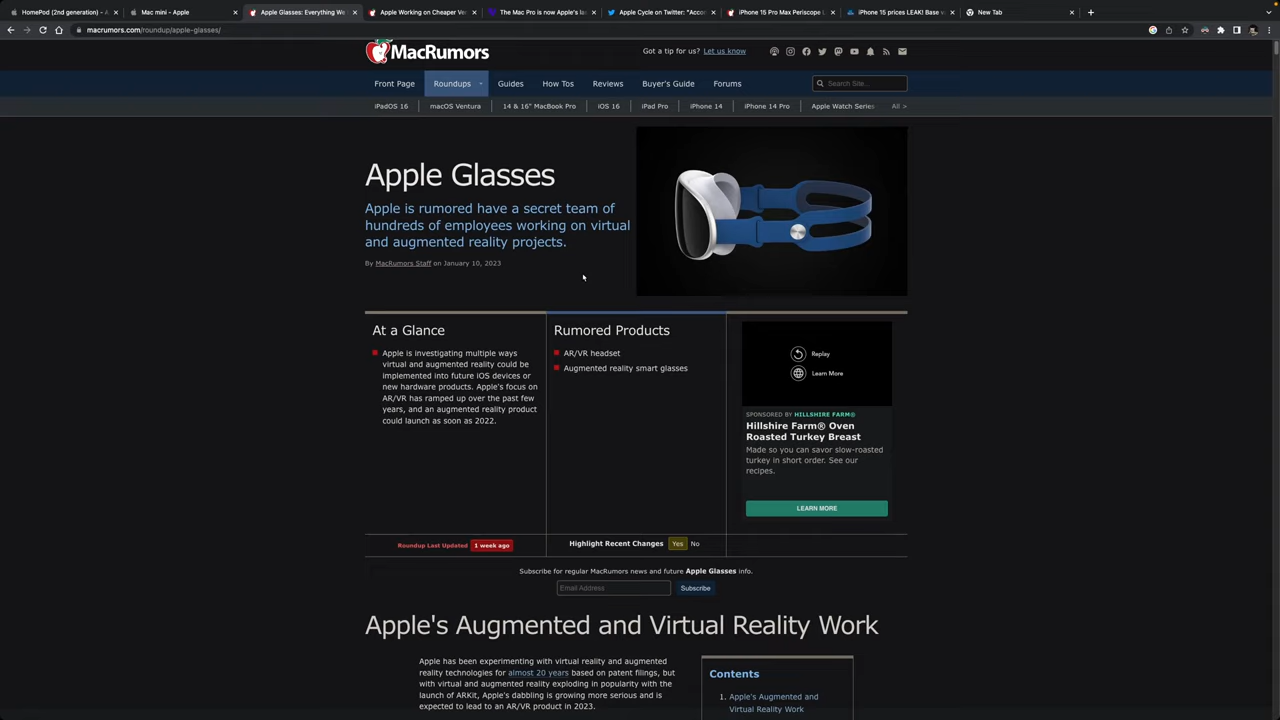 HomePod (2nd generation) - 
Mac mini - Apple
Apple Glasses: Everything We
Apple Working on Cheaper Ver
The Mac Pro is now Apple's la
Apple Cycle on Twitter: "Accor
iPhone 15 Pro Max Periscope L
iPhone 15 prices LEAK! Base v
New Tab
macrumors.com/roundup/apple-glasses/
MacRumors
Got a tip for us? Let us know
Front Page
Roundups
Guides
How Tos
Reviews
Buyer's Guide
Forums
Search Site...
iPadOS 16
macOS Ventura
14 & 16" MacBook Pro
iOS 16
iPad Pro
iPhone 14
iPhone 14 Pro
Apple Watch Series
All >
Apple Glasses
Apple is rumored have a secret team of
hundreds of employees working on virtual
and augmented reality projects.
By MacRumors Staff on January 10, 2023
At a Glance
Apple is investigating multiple ways
virtual and augmented reality could be
implemented into future iOS devices or
new hardware products. Apple's focus on
AR/VR has ramped up over the past few
years, and an augmented reality product
could launch as soon as 2022.
Roundup Last Updated 1 week ago
Rumored Products
AR/VR headset
Augmented reality smart glasses
Highlight Recent Changes Yes No
Replay
Learn More
SPONSORED BY HILLSHIRE FARM®
Hillshire Farm® Oven
Roasted Turkey Breast
Made so you can savor slow-roasted
turkey in short order. See our
recipes.
LEARN MORE
Subscribe for regular MacRumors news and future Apple Glasses info.
Email Address
Subscribe
Apple's Augmented and Virtual Reality Work
Apple has been experimenting with virtual reality and augmented
reality technologies for almost 20 years based on patent filings, but
with virtual and augmented reality exploding in popularity with the
launch of ARKit, Apple's dabbling is growing more serious and is
expected to lead to an AR/VR product in 2023.
Contents
1. Apple's Augmented and
Virtual Reality Work